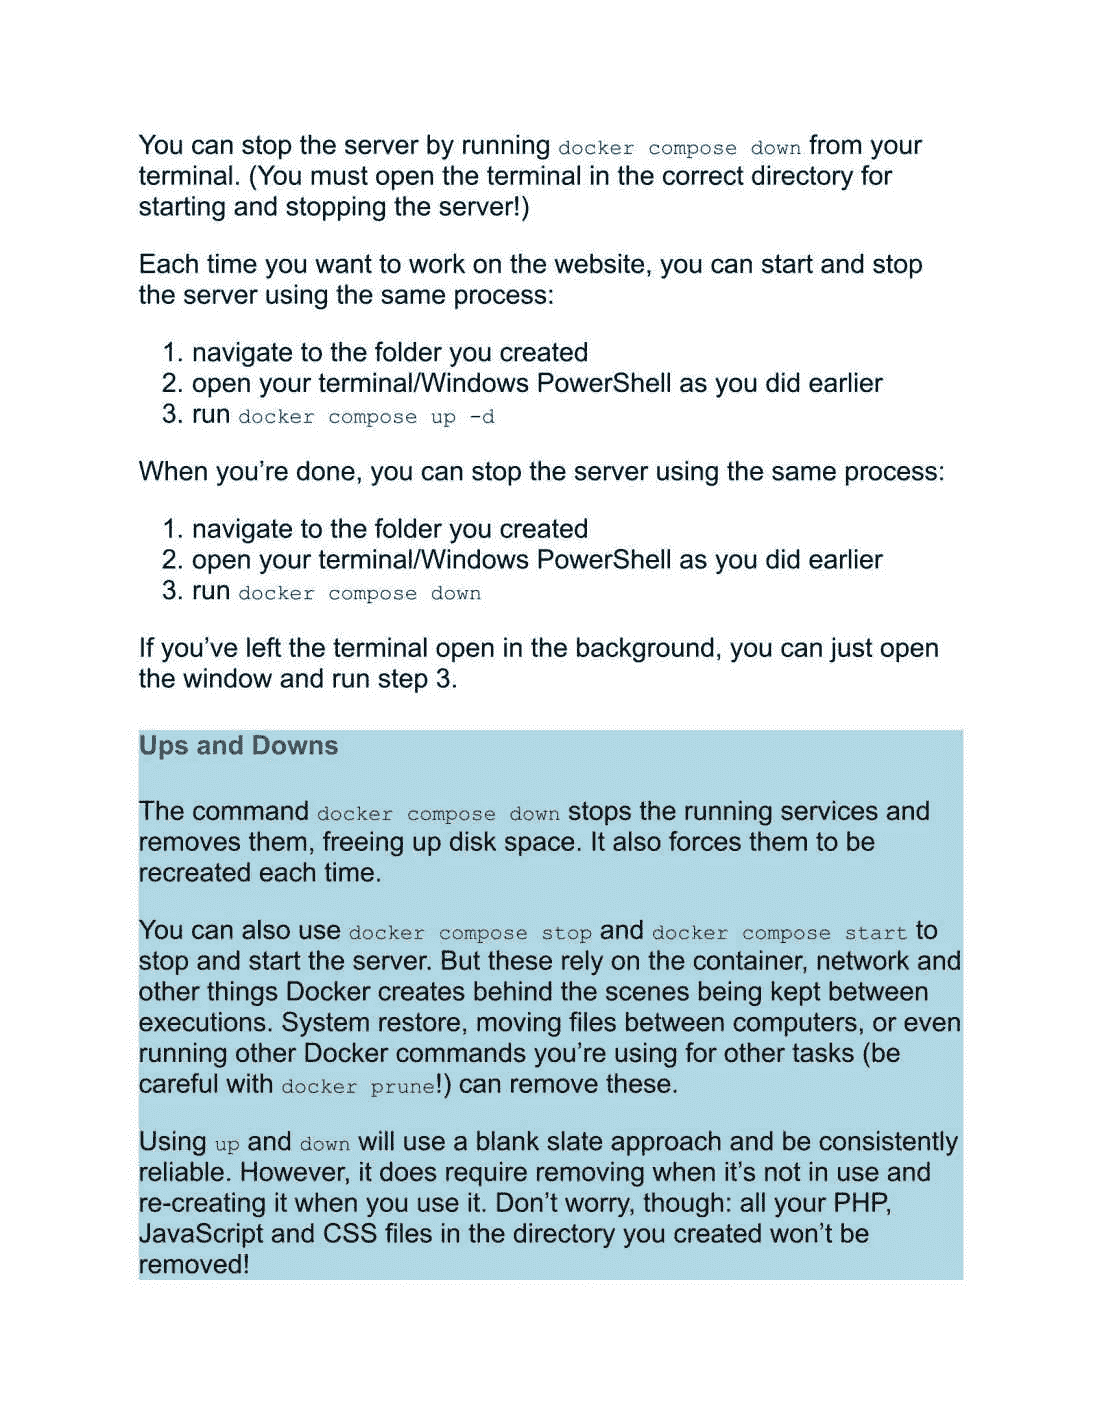 You can stop the server by running docker compose down from your
terminal. (You must open the terminal in the correct directory for
starting and stopping the server!)
Each time you want to work on the website, you can start and stop
the server using the same process:
1. navigate to the folder you created
2. open your terminal/Windows PowerShell as you did earlier
3. run docker compose up -d
When you’re done, you can stop the server using the same process:
1. navigate to the folder you created
2. open your terminal/Windows PowerShell as you did earlier
3. run docker compose down
If you’ve left the terminal open in the background, you can just open
the window and run step 3.
Ups and Downs
The command docker compose down stops the running services and
removes them, freeing up disk space. It also forces them to be
recreated each time.
You can also use docker compose stop and docker compose start to
stop and start the server. But these rely on the container, network and
other things Docker creates behind the scenes being kept between
executions. System restore, moving files between computers, or even
running other Docker commands you’re using for other tasks (be
careful with docker prune!) can remove these.
Using up and down will use a blank slate approach and be consistently
reliable. However, it does require removing when it’s not in use and
re-creating it when you use it. Don’t worry, though: all your PHP,
JavaScript and CSS files in the directory you created won’t be
removed!